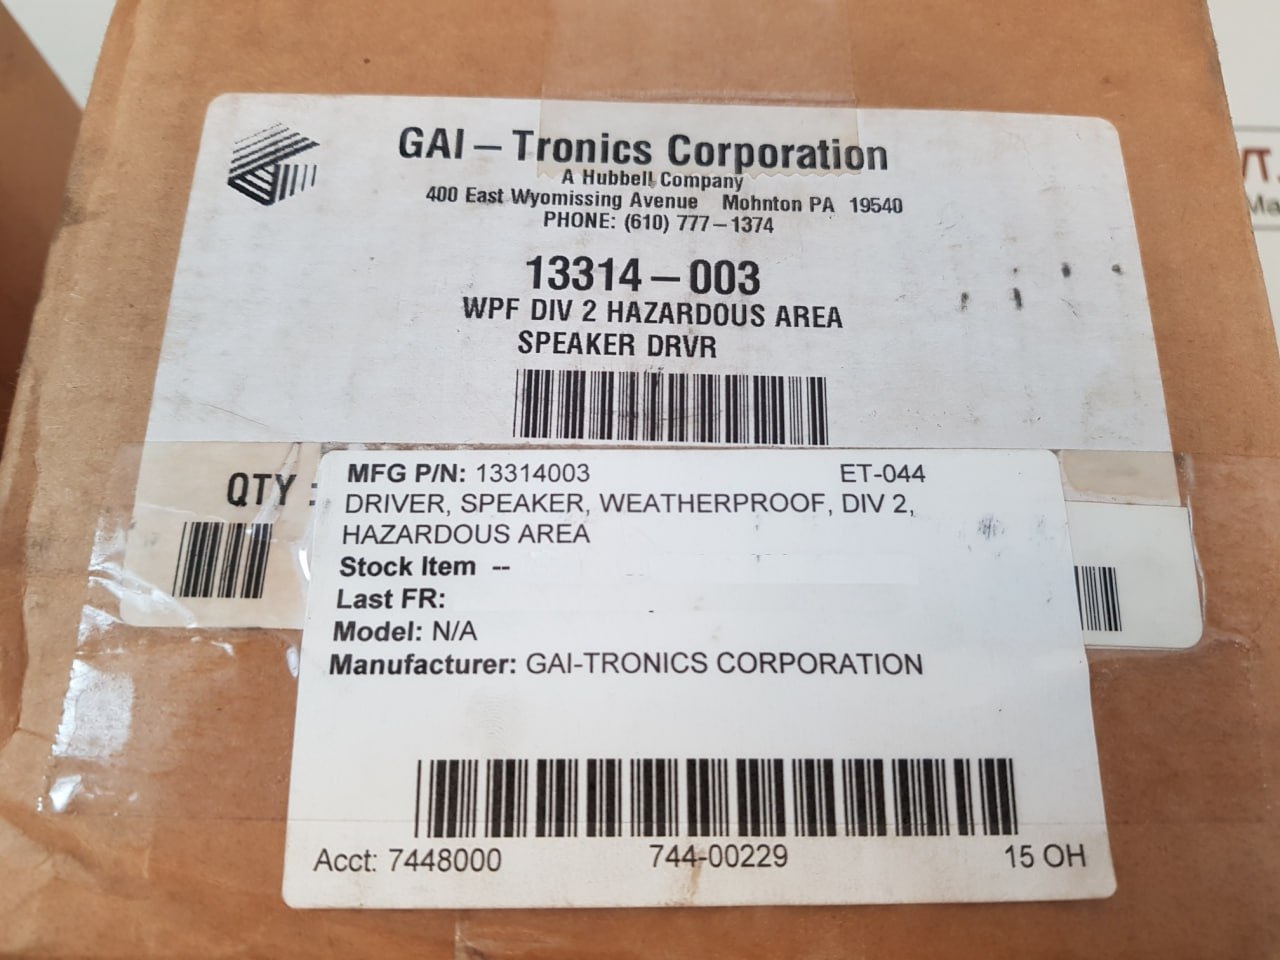 GAI-Tronics Corporation
A Hubbell Company
400 East Wyomissing Avenue Mohnton PA 19540
PHONE: (610) 777-1374
13314-003
WPF DIV 2 HAZARDOUS AREA
SPEAKER DRVR
QTY :
MFG P/N: 13314003 ET-044
DRIVER, SPEAKER, WEATHERPROOF, DIV 2,
HAZARDOUS AREA
Stock Item --
Last FR:
Model: N/A
Manufacturer: GAI-TRONICS CORPORATION
Acct: 7448000 744-00229 15 OH